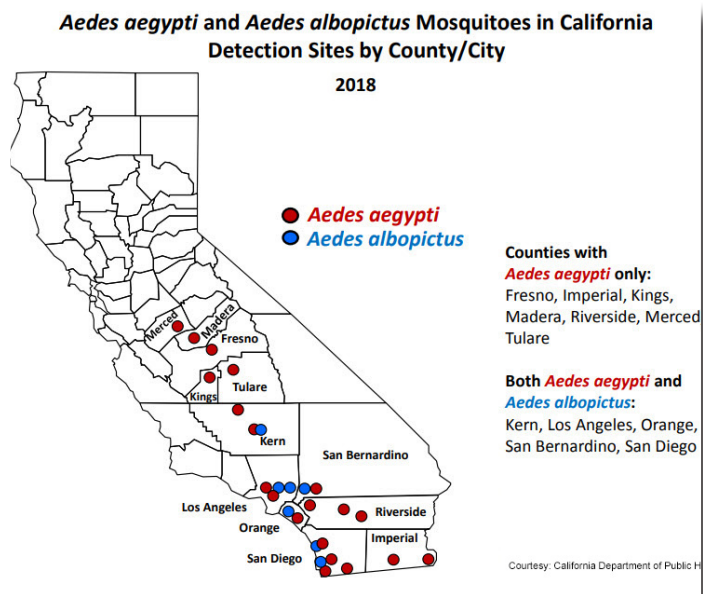 Aedes aegypti and Aedes albopictus Mosquitoes in California
Detection Sites by County/City
2018
Aedes aegypti
Aedes albopictus
Counties with
Aedes aegypti only:
Fresno, Imperial, Kings,
Madera, Riverside, Merced
Tulare
Both Aedes aegypti and
Aedes albopictus:
Kern, Los Angeles, Orange,
San Bernardino, San Diego
Merced
Madera
Fresno
Kings
Tulare
Kern
San Bernardino
Los Angeles
Orange
Riverside
San Diego
Imperial
Courtesy: California Department of Public H